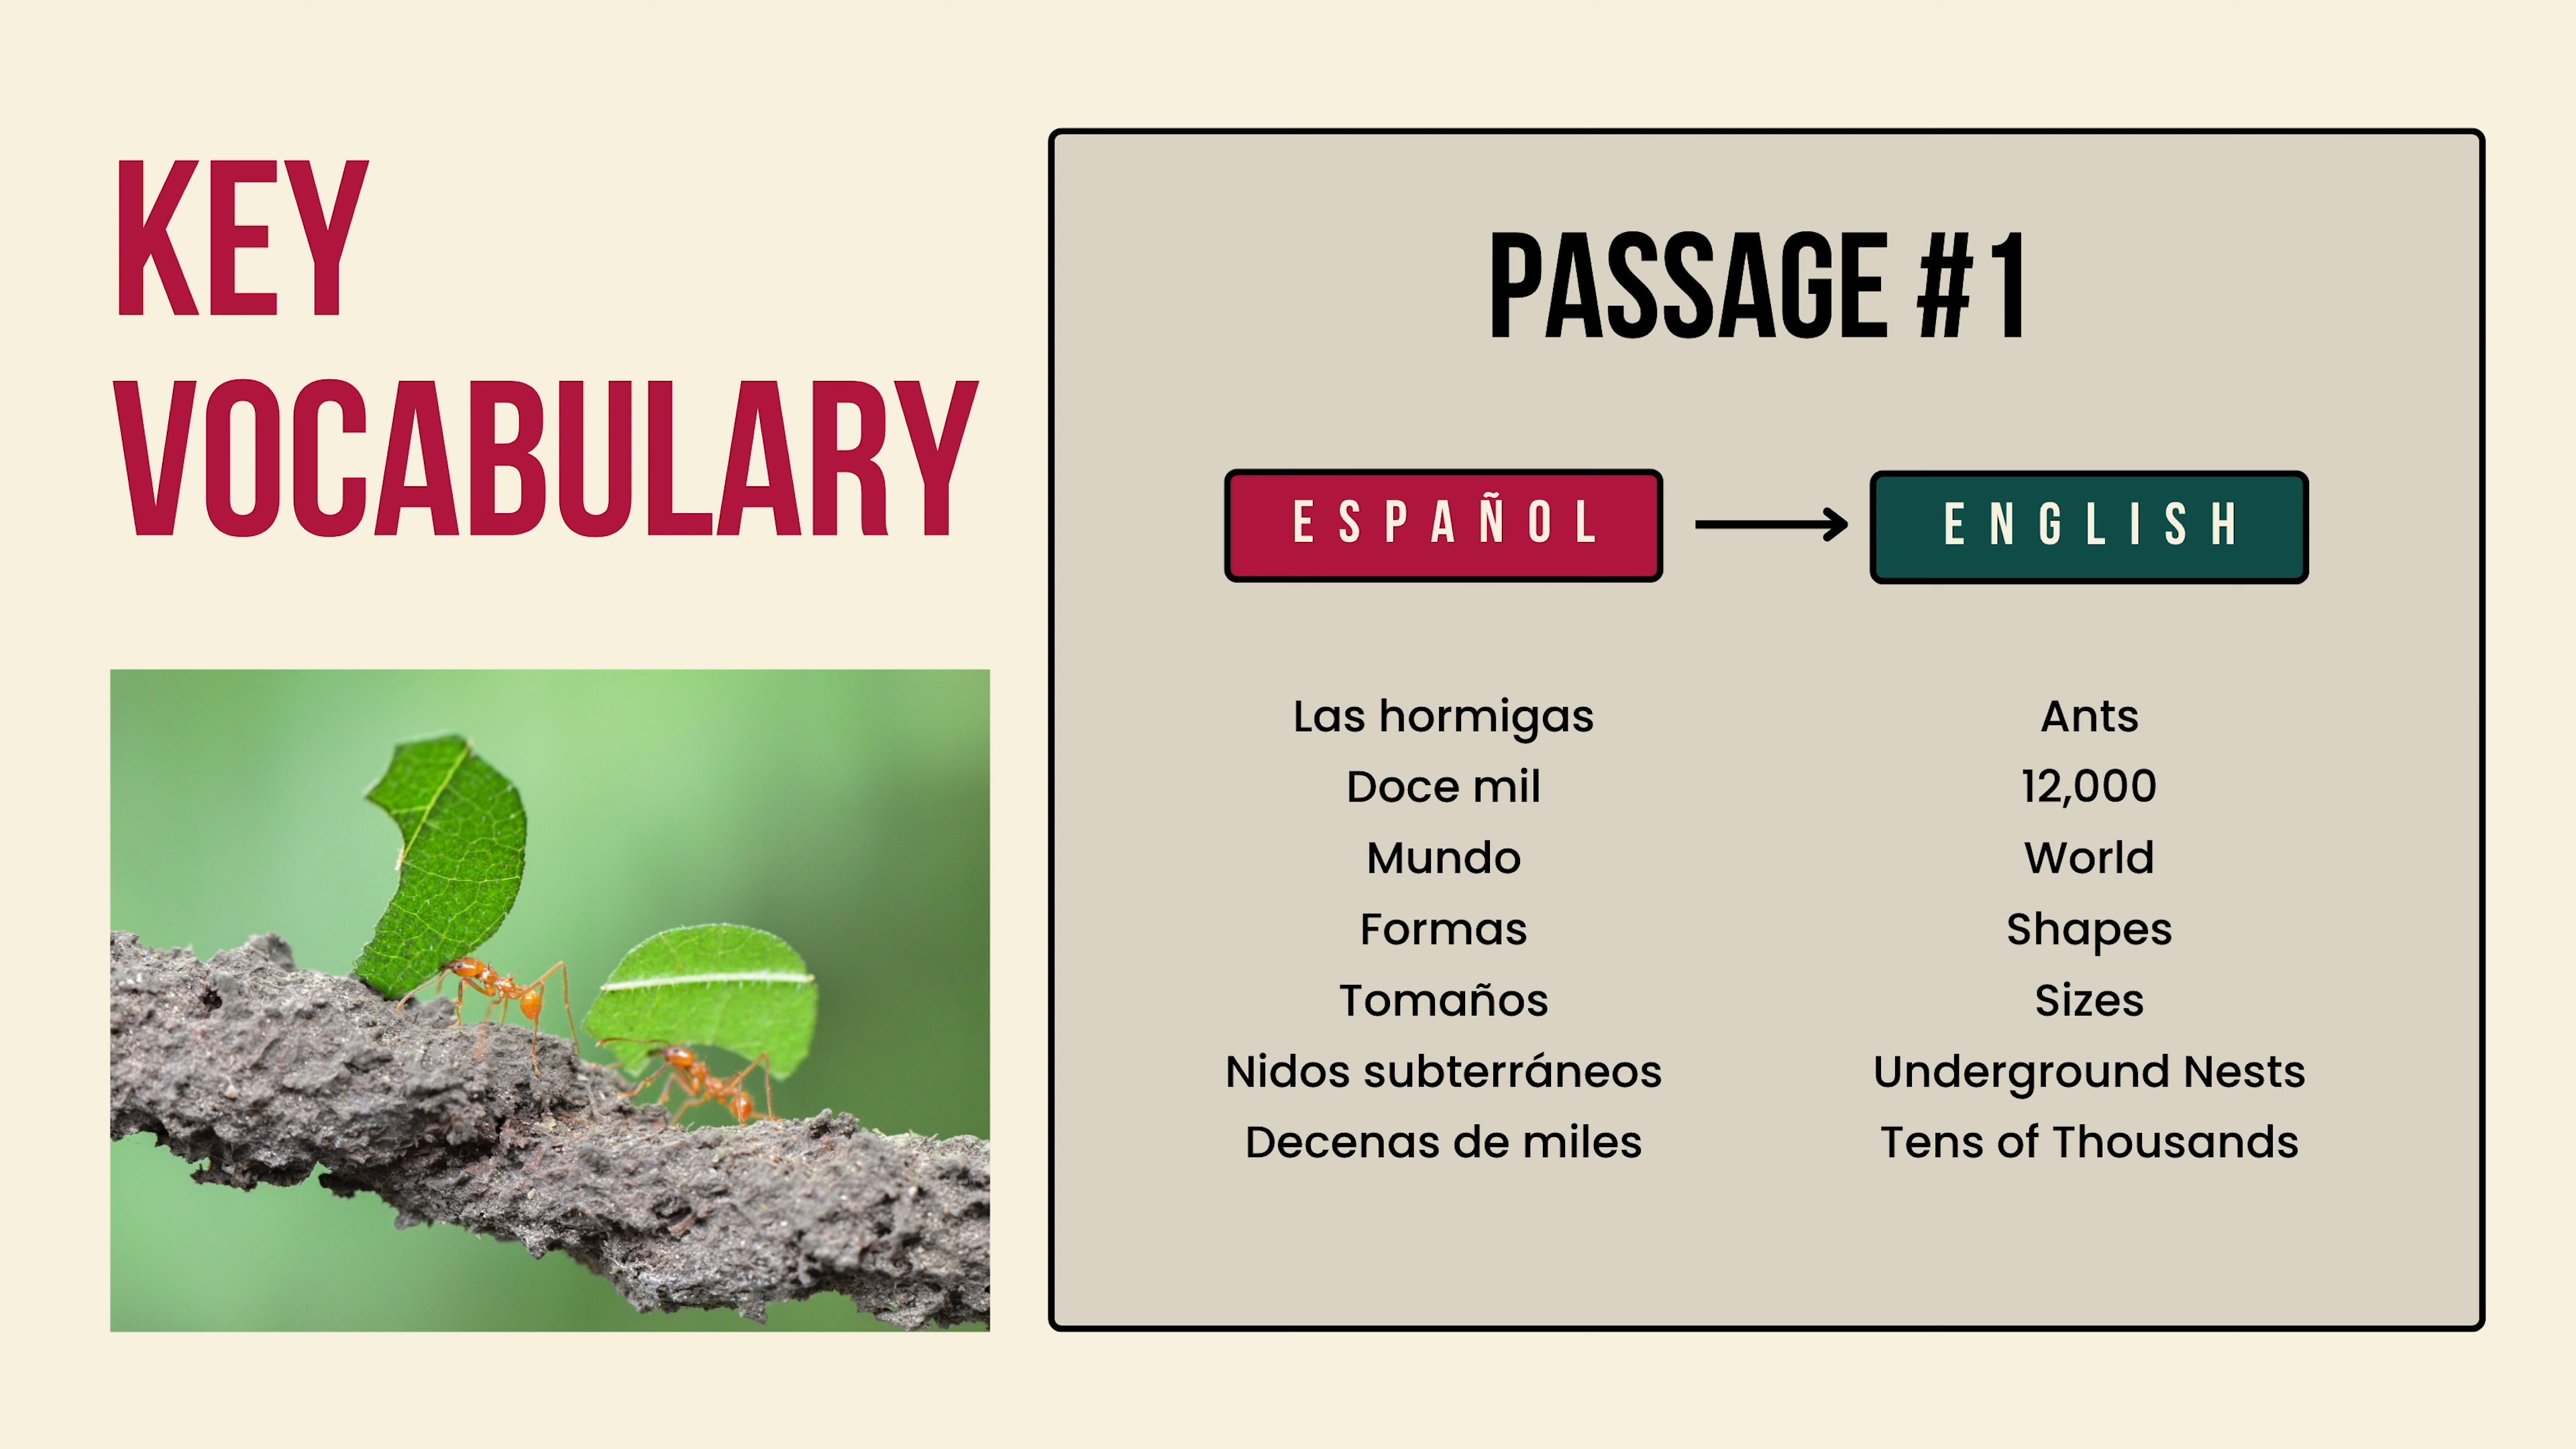 KEY
VOCABULARY
PASSAGE #1
ESPAÑOL
ENGLISH
Las hormigas
Doce mil
Mundo
Formas
Tomaños
Nidos subterráneos
Decenas de miles
Ants
12,000
World
Shapes
Sizes
Underground Nests
Tens of Thousands